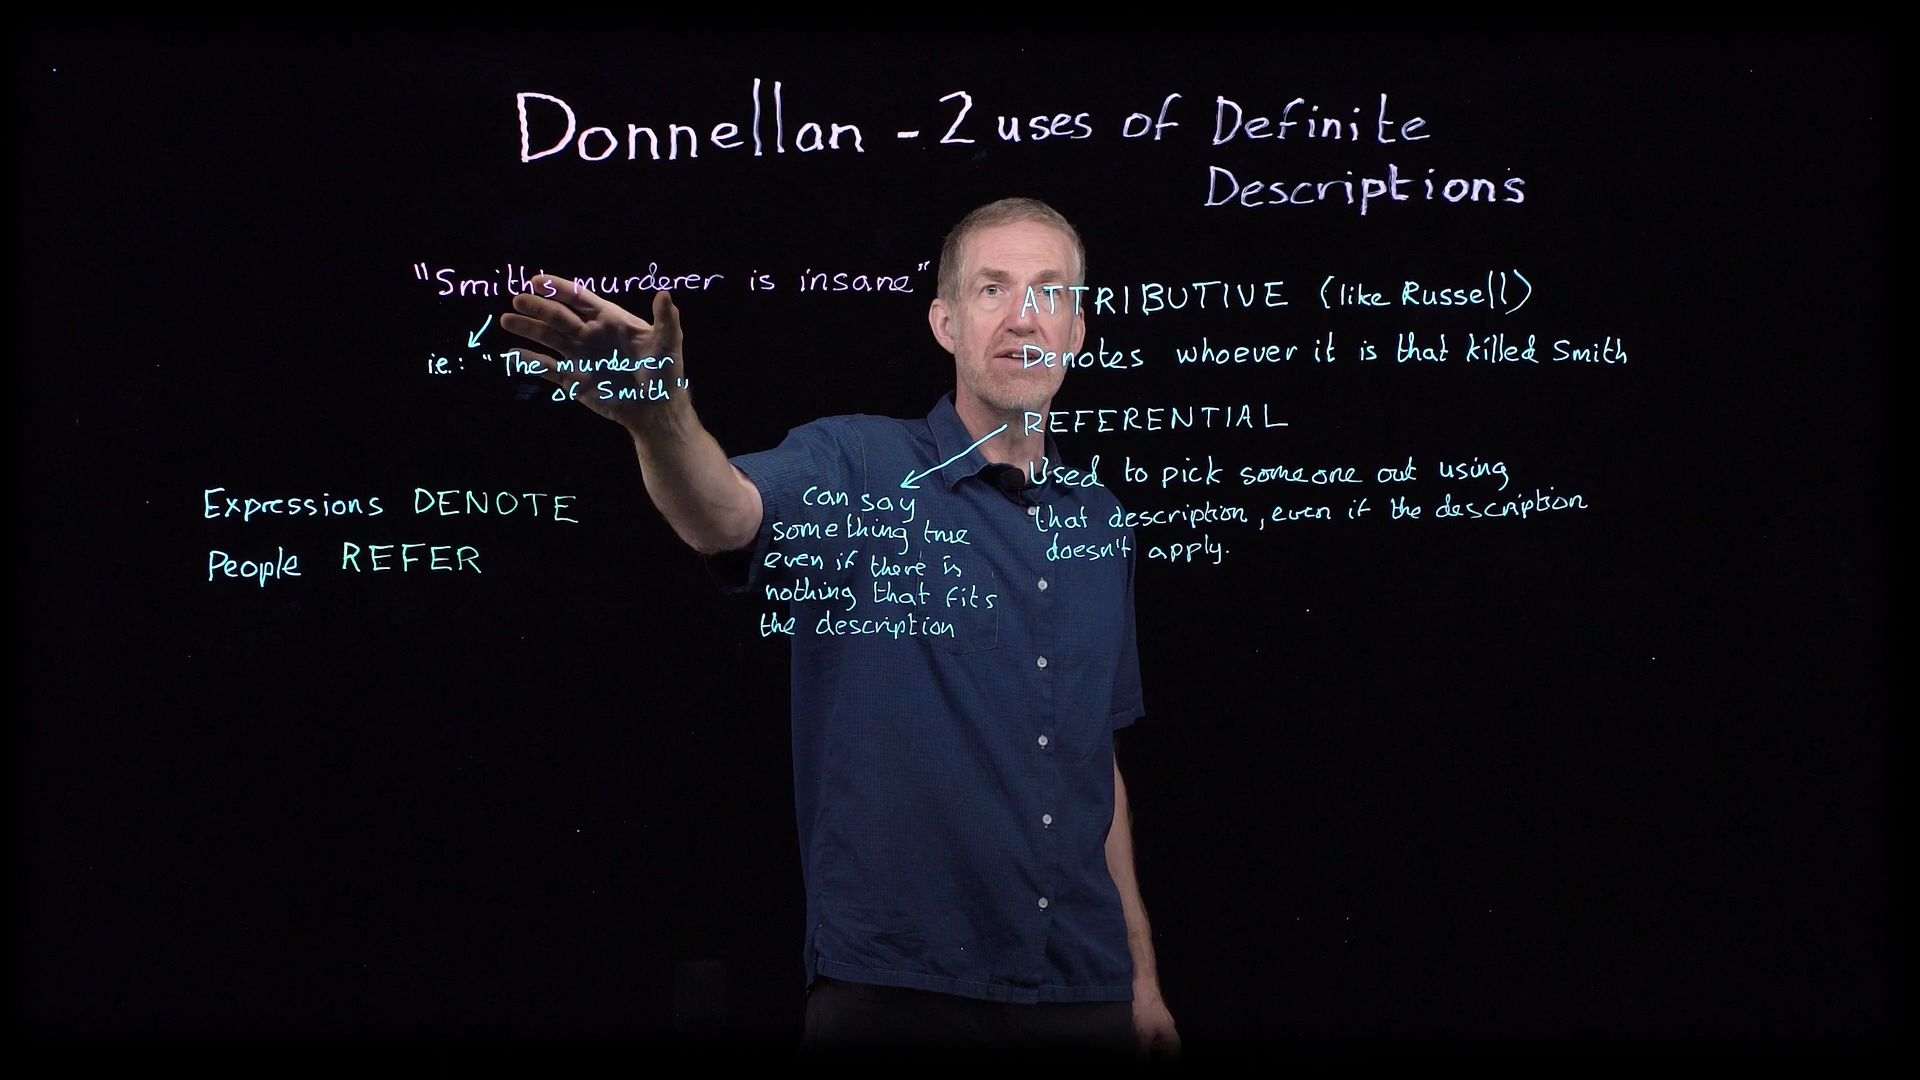 Donnellan - 2 uses of Definite
Descriptions
"Smith's murderer is insane"
i.e.: "The murderer
of Smith"
Expressions DENOTE
People REFER
ATTRIBUTIVE (like Russell)
Denotes whoever it is that killed Smith
REFERENTIAL
Used to pick someone out using
that description, even if the description
doesn't apply.
can say
something true
even if there is
nothing that fits
the description